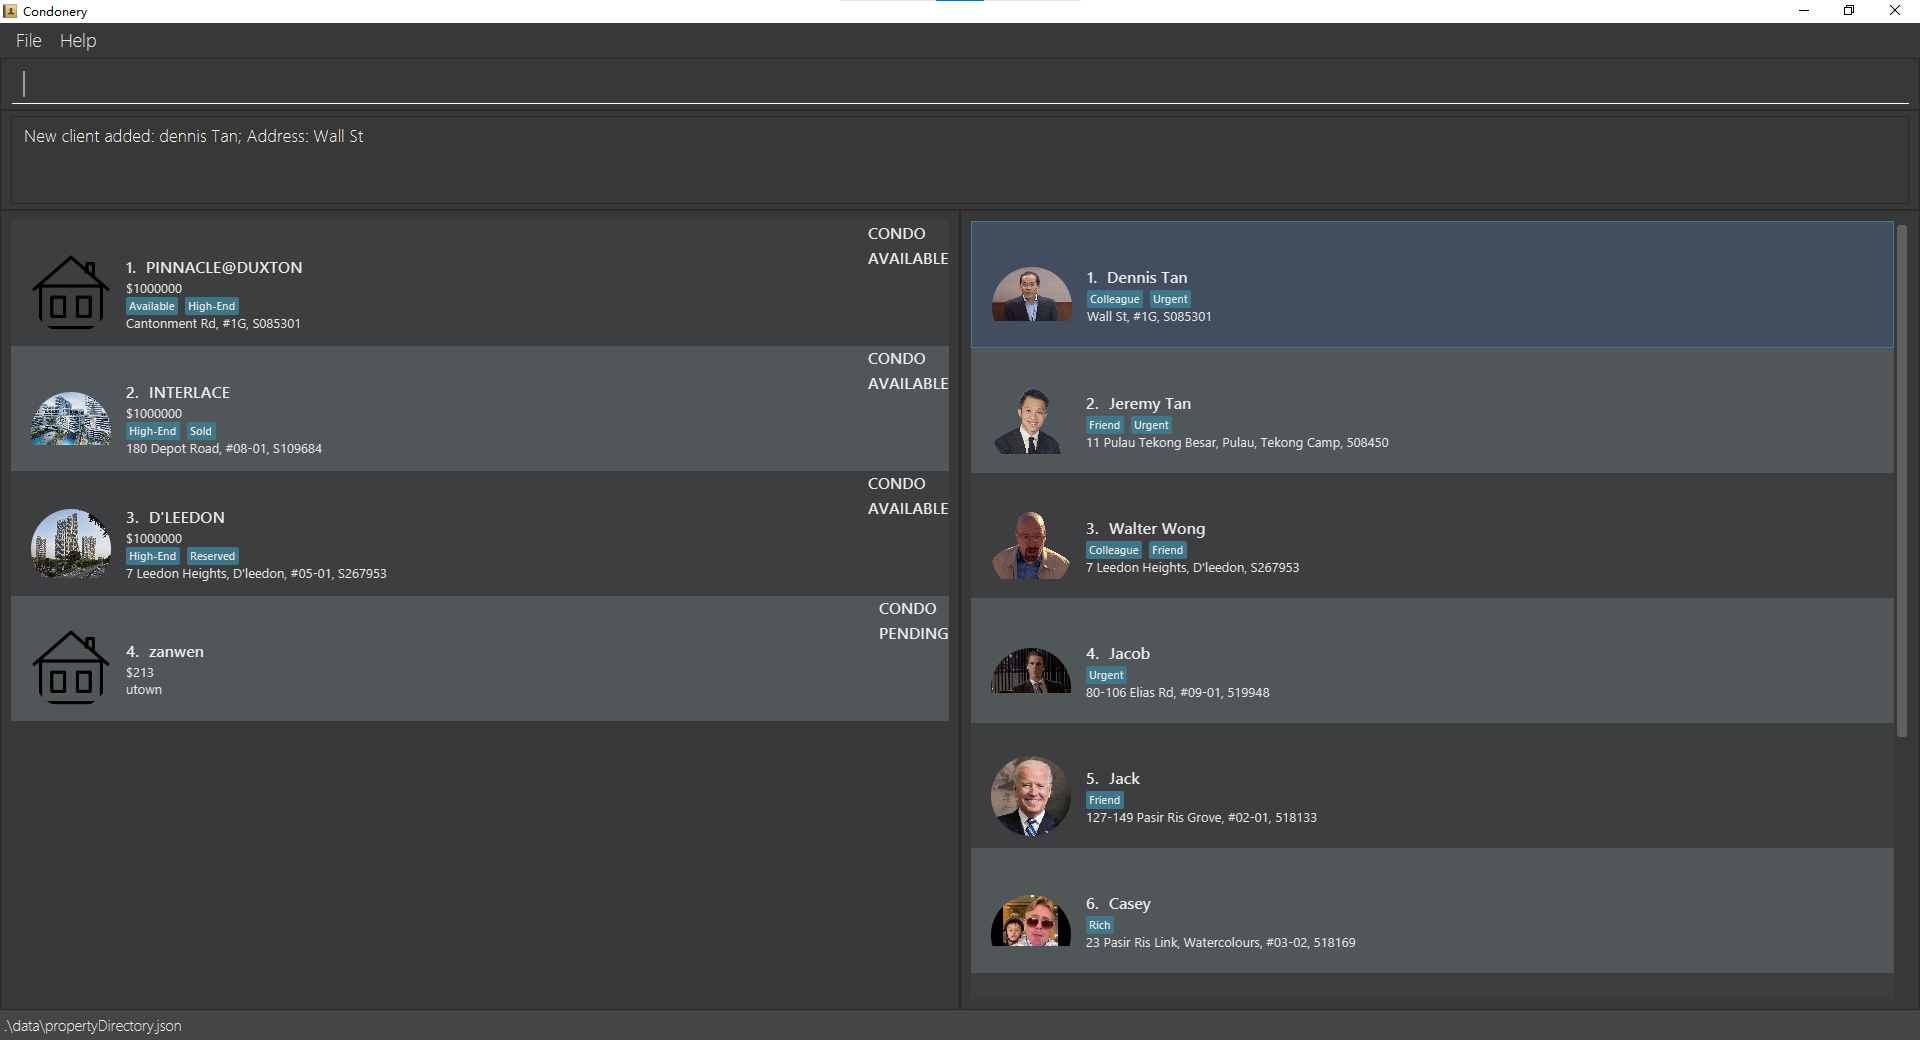 Condonery
File Help
New client added: dennis Tan; Address: Wall St
CONDO
AVAILABLE
1. PINNACLE@DUXTON
$1000000
Available High-End
Cantonment Rd, #1G, S085301
CONDO
AVAILABLE
2. INTERLACE
$1000000
High-End Sold
180 Depot Road, #08-01, S109684
CONDO
AVAILABLE
3. D'LEEDON
$1000000
High-End Reserved
7 Leedon Heights, D'leedon, #05-01, S267953
CONDO
PENDING
4. zanwen
$213
utown
1. Dennis Tan
Colleague Urgent
Wall St, #1G, S085301
2. Jeremy Tan
Friend Urgent
11 Pulau Tekong Besar, Pulau, Tekong Camp, 508450
3. Walter Wong
Colleague Friend
7 Leedon Heights, D'leedon, S267953
4. Jacob
Urgent
80-106 Elias Rd, #09-01, 519948
5. Jack
Friend
127-149 Pasir Ris Grove, #02-01, 518133
6. Casey
Rich
23 Pasir Ris Link, Watercolours, #03-02, 518169
.\data\propertyDirectory.json